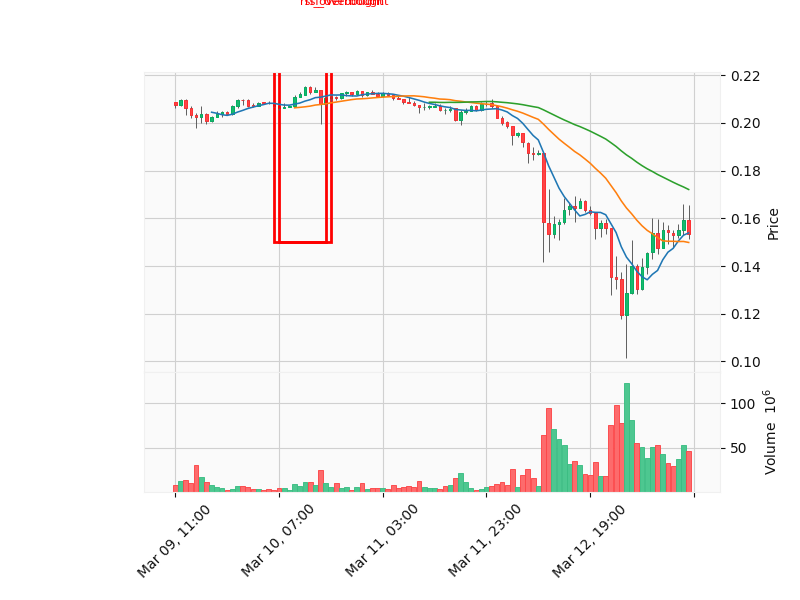 0.22
0.20
0.18
0.16
0.14
0.12
0.10
Price
100
50
Volume 10⁶
Mar 09, 11:00
Mar 10, 07:00
Mar 11, 03:00
Mar 11, 23:00
Mar 12, 19:00